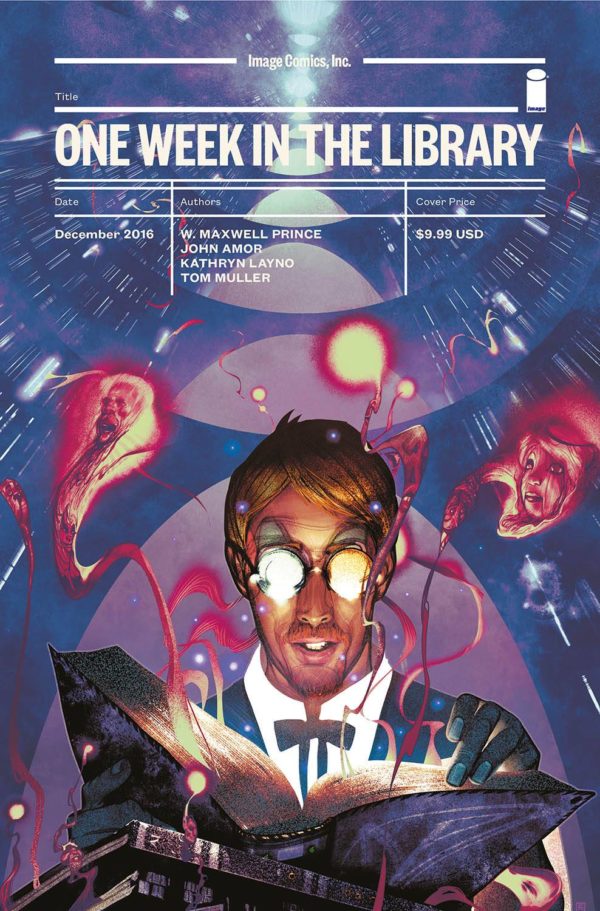 Image Comics, Inc.
Title
image
ONE WEEK IN THE LIBRARY
Date
Authors
Cover Price
December 2016
W. MAXWELL PRINCE
JOHN AMOR
KATHRYN LAYNO
TOM MULLER
$9.99 USD